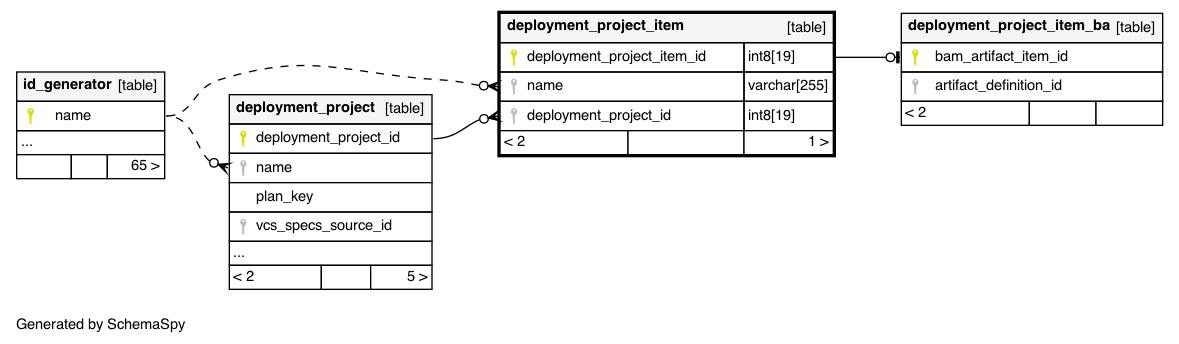 id_generator [table]
name
...
65 >
deployment_project [table]
deployment_project_id
name
plan_key
vcs_specs_source_id
...
< 2 5 >
deployment_project_item [table]
deployment_project_item_id int8[19]
name varchar[255]
deployment_project_id int8[19]
< 2 1 >
deployment_project_item_ba [table]
bam_artifact_item_id
artifact_definition_id
< 2
Generated by SchemaSpy